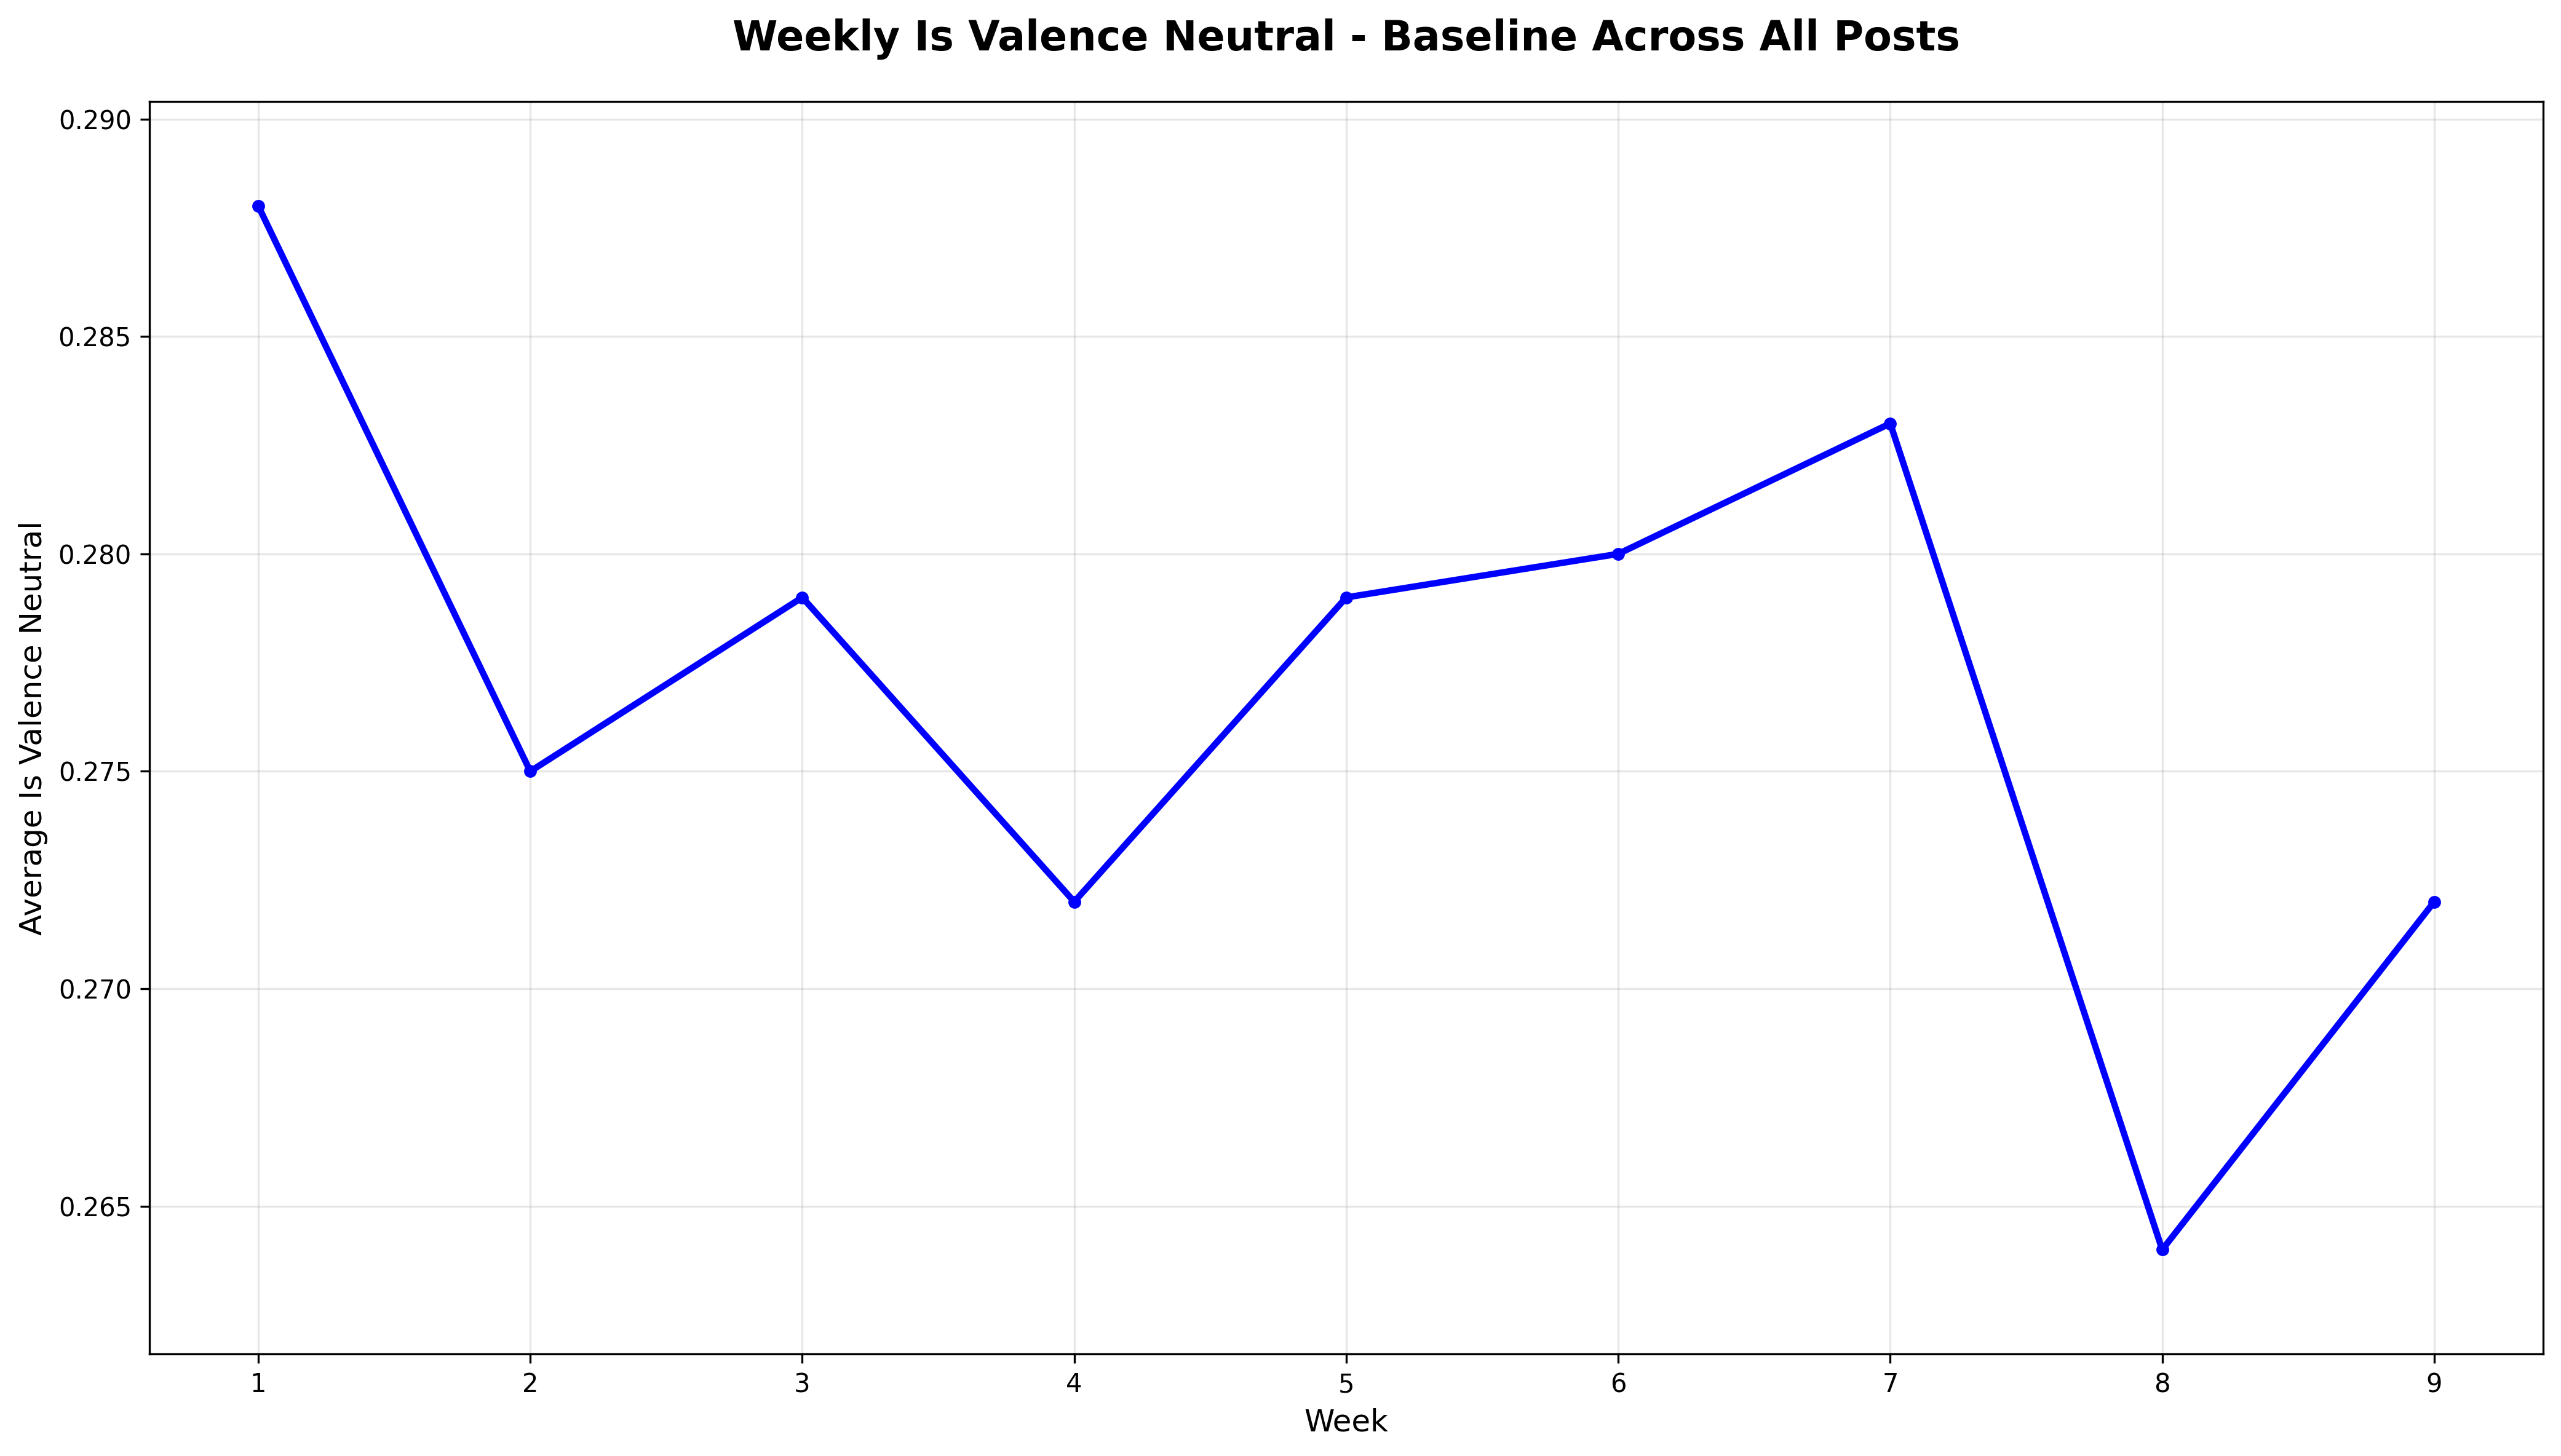 Weekly Is Valence Neutral - Baseline Across All Posts
Average Is Valence Neutral
0.290
0.285
0.280
0.275
0.270
0.265
1 2 3 4 5 6 7 8 9
Week